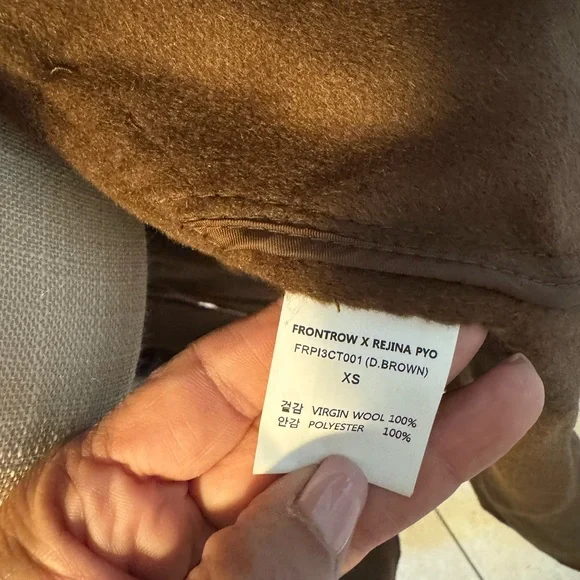 FRONTROW X REJINA PYO
FRPI3CT001 (D.BROWN)
XS
겉감 VIRGIN WOOL 100%
안감 POLYESTER 100%